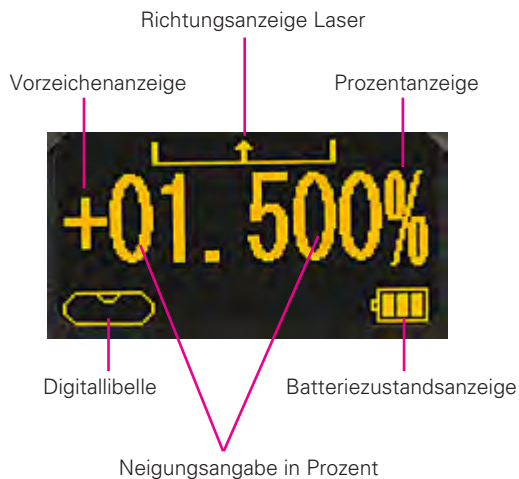 Richtungsanzeige Laser
Vorzeichenanzeige
Prozentanzeige
+01. 500%
Digitallibelle
Batteriezustandsanzeige
Neigungsangabe in Prozent